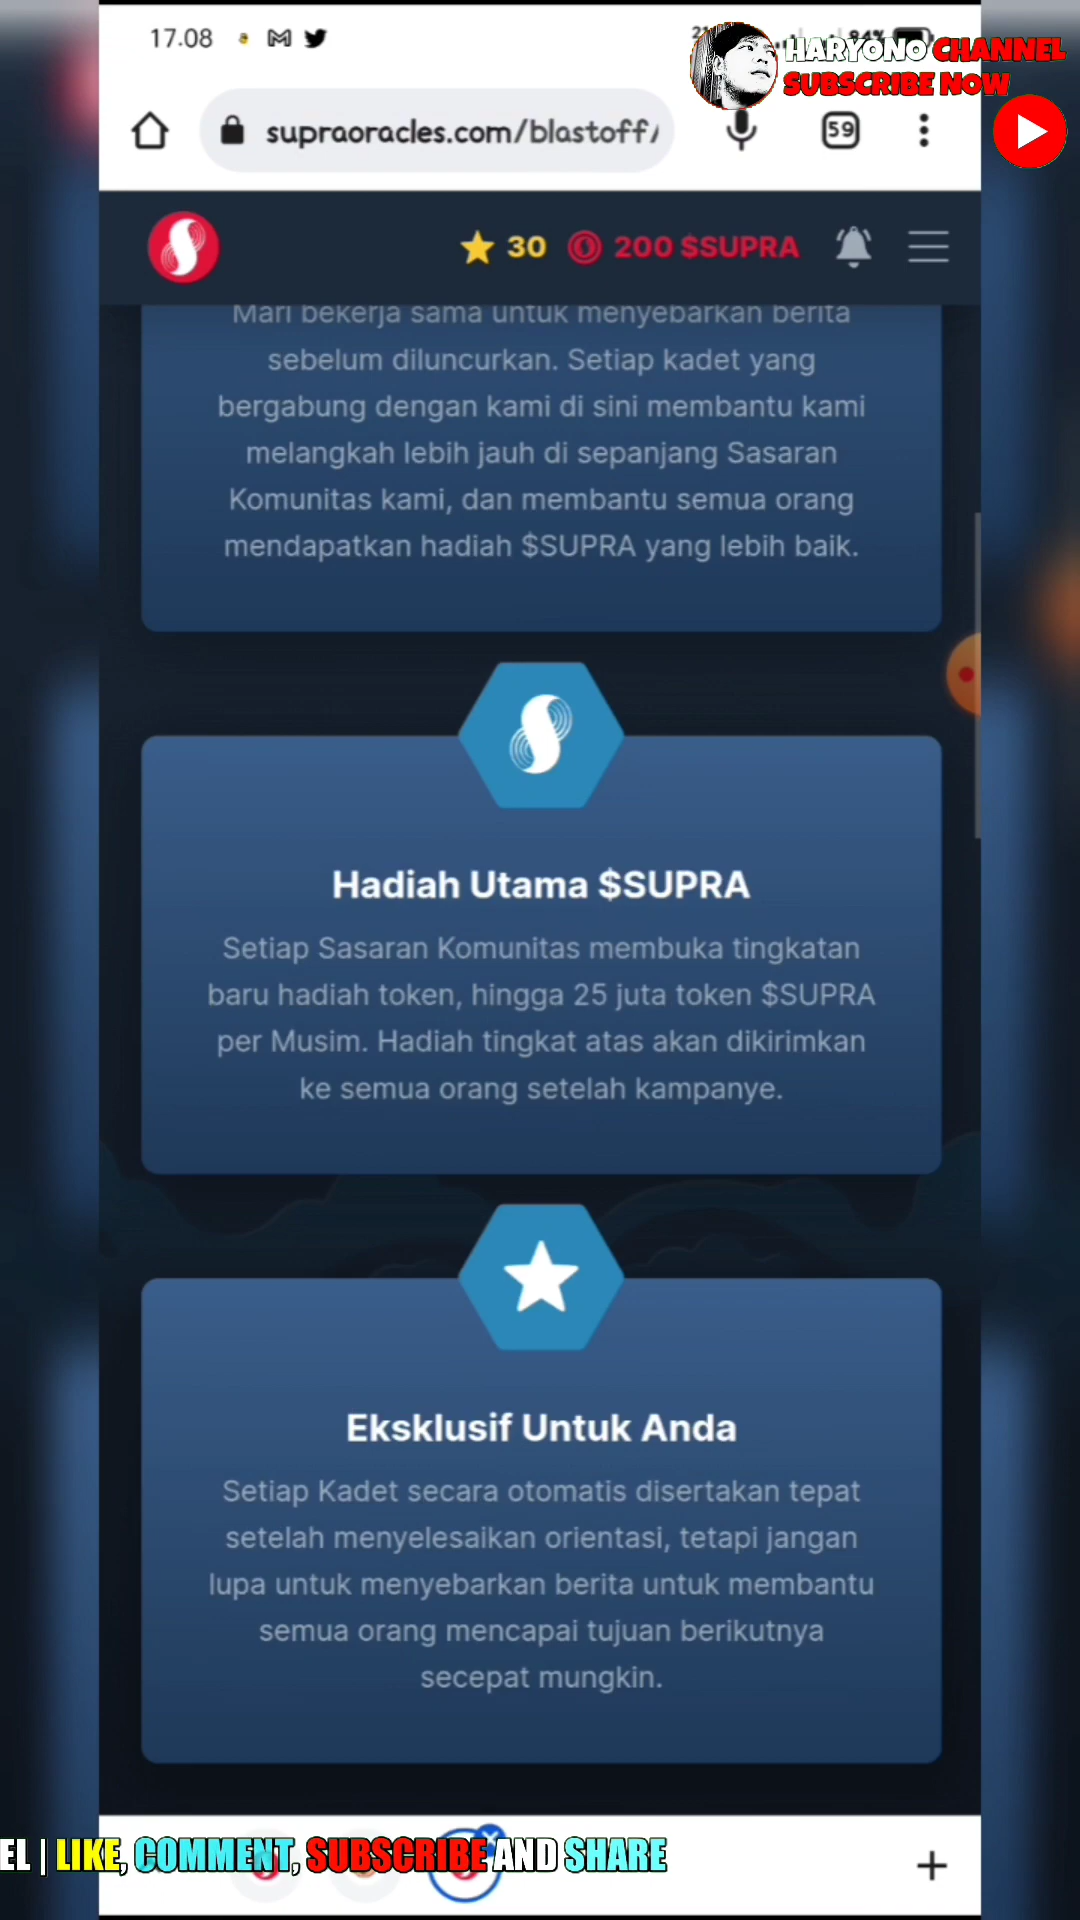 17.08
HARYONO CHANNEL
SUBSCRIBE NOW
supraoracles.com/blastoff/
59
30
200 $SUPRA
Mari bekerja sama untuk menyebarkan berita
sebelum diluncurkan. Setiap kadet yang
bergabung dengan kami di sini membantu kami
melangkah lebih jauh di sepanjang Sasaran
Komunitas kami, dan membantu semua orang
mendapatkan hadiah $SUPRA yang lebih baik.
Hadiah Utama $SUPRA
Setiap Sasaran Komunitas membuka tingkatan
baru hadiah token, hingga 25 juta token $SUPRA
per Musim. Hadiah tingkat atas akan dikirimkan
ke semua orang setelah kampanye.
Eksklusif Untuk Anda
Setiap Kadet secara otomatis disertakan tepat
setelah menyelesaikan orientasi, tetapi jangan
lupa untuk menyebarkan berita untuk membantu
semua orang mencapai tujuan berikutnya
secepat mungkin.
EL | LIKE, COMMENT, SUBSCRIBE AND SHARE